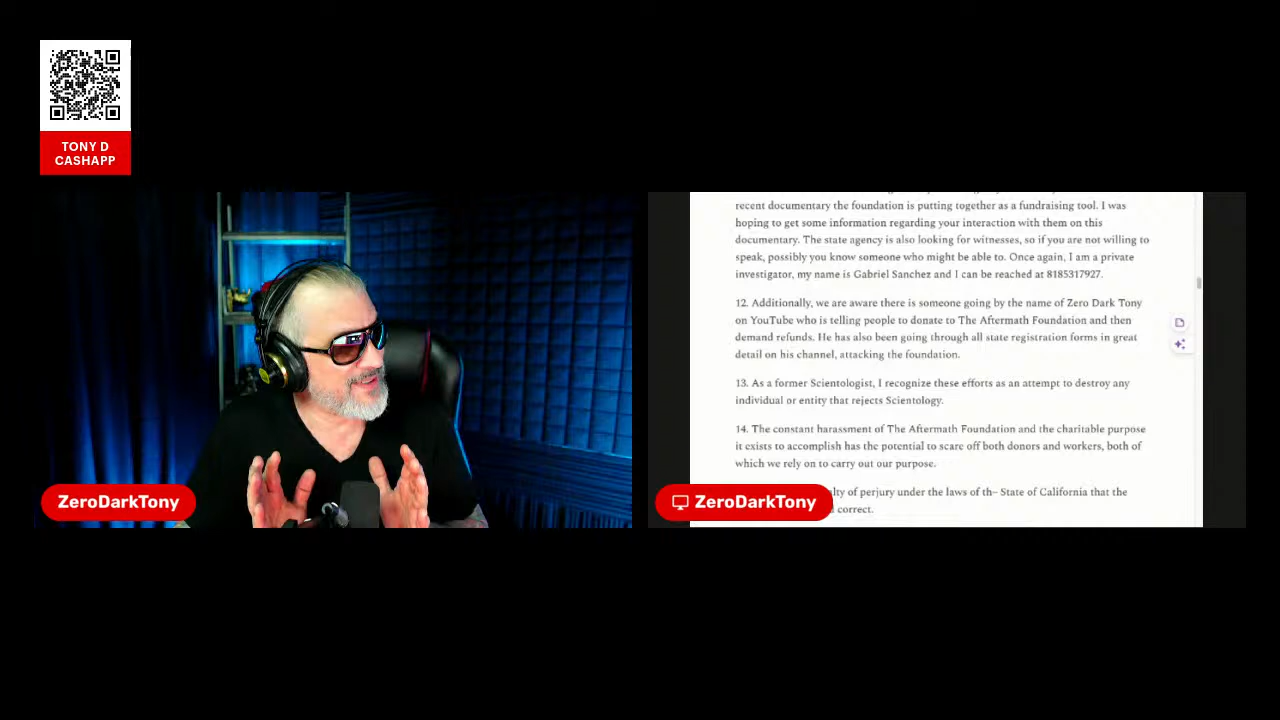 TONY D
CASHAPP
recent documentary the foundation is putting together as a fundraising tool. I was
hoping to get some information regarding your interaction with them on this
documentary. The state agency is also looking for witnesses, so if you are not willing to
speak, possibly you know someone who might be able to. Once again, I am a private
investigator, my name is Gabriel Sanchez and I can be reached at 8185317927.
12. Additionally, we are aware there is someone going by the name of Zero Dark Tony
on YouTube who is telling people to donate to The Aftermath Foundation and then
demand refunds. He has also been going through all state registration forms in great
detail on his channel, attacking the foundation.
13. As a former Scientologist, I recognize these efforts as an attempt to destroy any
individual or entity that rejects Scientology.
14. The constant harassment of The Aftermath Foundation and the charitable purpose
it exists to accomplish has the potential to scare off both donors and workers, both of
which we rely on to carry out our purpose.
alty of perjury under the laws of th– State of California that the
correct.
ZeroDarkTony
ZeroDarkTony